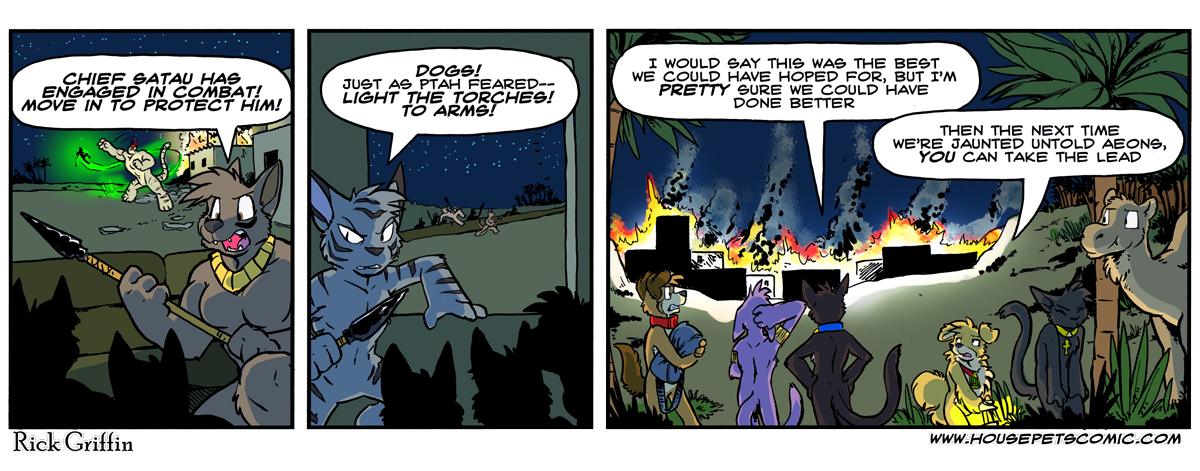 CHIEF SATAU HAS
ENGAGED IN COMBAT!
MOVE IN TO PROTECT HIM!
DOGS!
JUST AS PTAH FEARED--
LIGHT THE TORCHES!
TO ARMS!
I WOULD SAY THIS WAS THE BEST
WE COULD HAVE HOPED FOR, BUT I'M
PRETTY SURE WE COULD HAVE
DONE BETTER
THEN THE NEXT TIME
WE'RE JAUNTED UNTOLD AEONS,
YOU CAN TAKE THE LEAD
Rick Griffin
WWW.HOUSEPETSCOMIC.COM